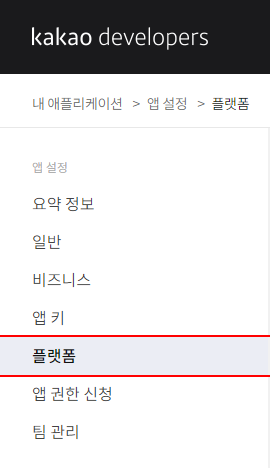 kakao developers
내 애플리케이션 > 앱 설정 > 플랫폼
앱 설정
요약 정보
일반
비즈니스
앱 키
플랫폼
앱 권한 신청
팀 관리